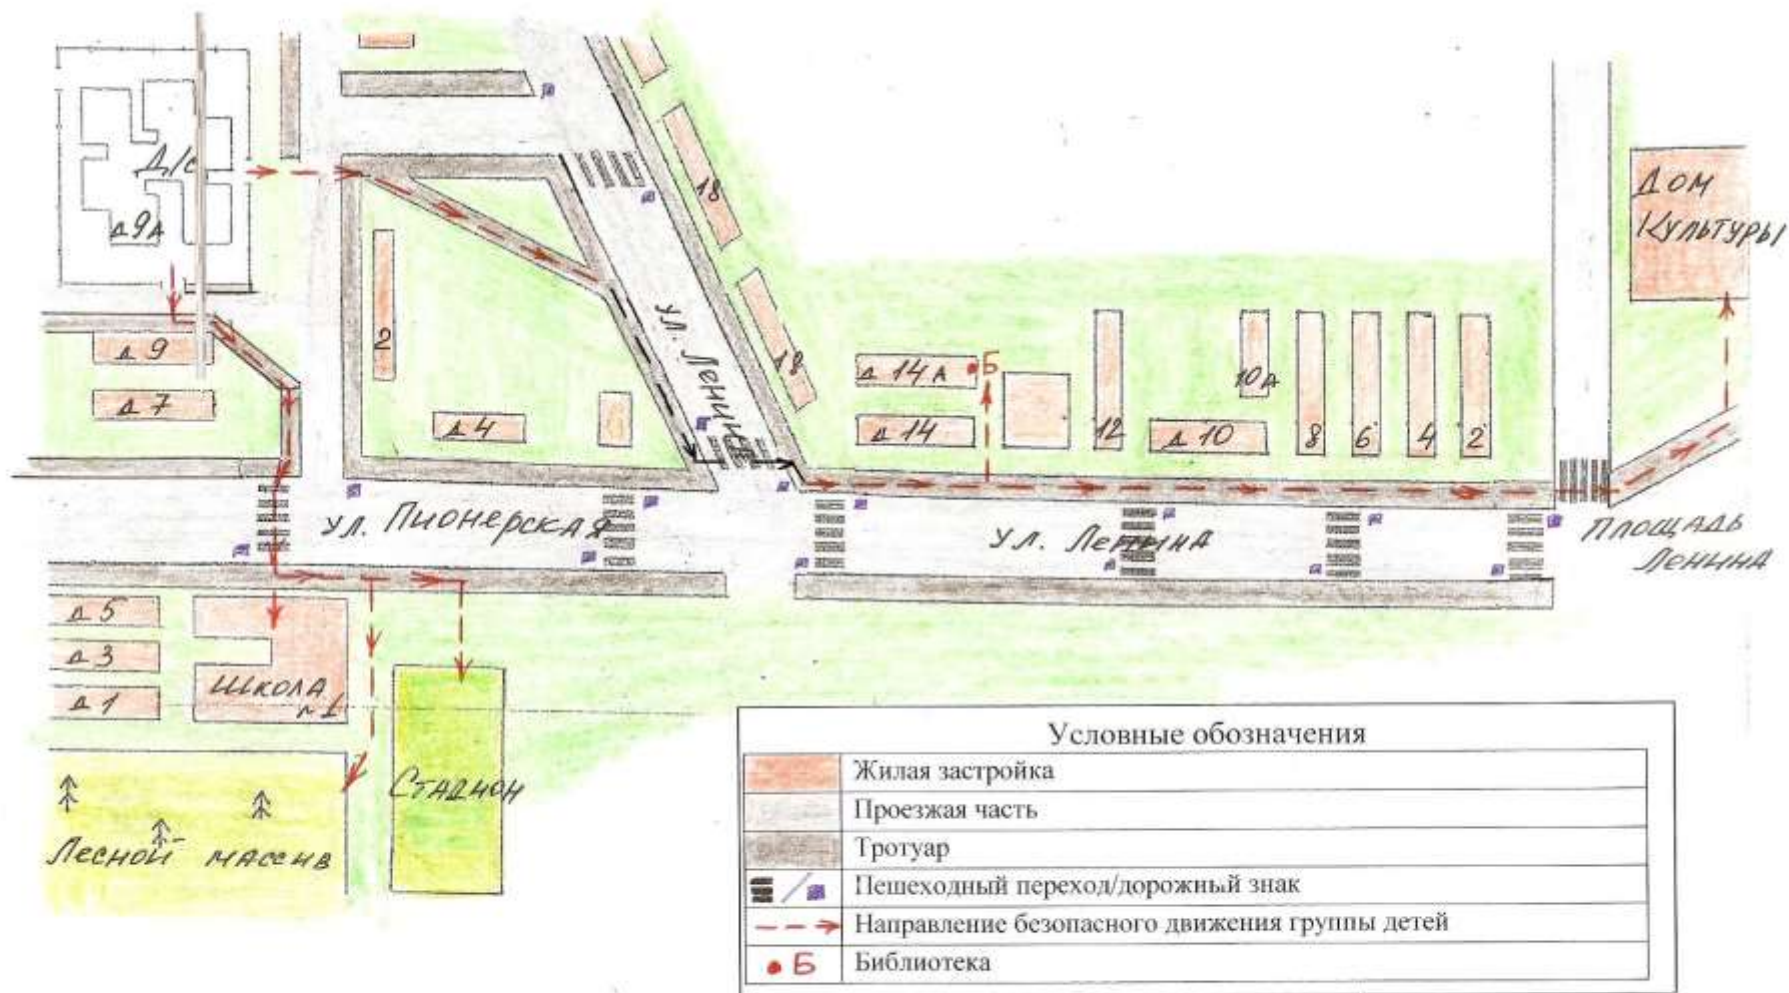 Д/С
д9А
18
Дом
Культуры
2
ул. Ленина
18
д 9
д 7
д 4
д 14А
Б
д 14
12
д 10
10А
8
6
4
2
ул. Пионерская
ул. Ленина
Площадь
Ленина
д 5
д 3
д 1
Школа
№1
Стадион
Лесной массив
Условные обозначения
Жилая застройка
Проезжая часть
Тротуар
Пешеходный переход/дорожный знак
Направление безопасного движения группы детей
Б Библиотека